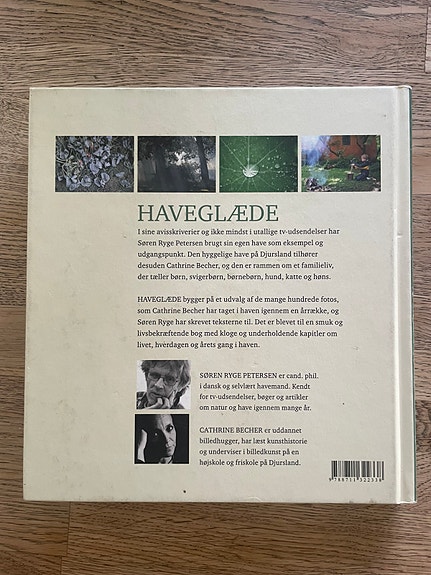 HAVEGLÆDE
I sine avisskriverier og ikke mindst i utallige tv-udsendelser har
Søren Ryge Petersen brugt sin egen have som eksempel og
udgangspunkt. Den hyggelige have på Djursland tilhører
desuden Cathrine Becher, og den er rammen om et familieliv,
der tæller børn, svigerbørn, børnebørn, hund, katte og høns.
HAVEGLÆDE bygger på et udvalg af de mange hundrede fotos,
som Cathrine Becher har taget i haven igennem en årrække, og
Søren Ryge har skrevet teksterne til. Det er blevet til en smuk og
livsbekræftende bog med kloge og underholdende kapitler om
livet, hverdagen og årets gang i haven.
SØREN RYGE PETERSEN er cand. phil.
i dansk og selvlært havemand. Kendt
for tv-udsendelser, bøger og artikler
om natur og have igennem mange år.
CATHRINE BECHER er uddannet
billedhugger, har læst kunsthistorie
og underviser i billedkunst på en
højskole og friskole på Djursland.
9 788711 322338